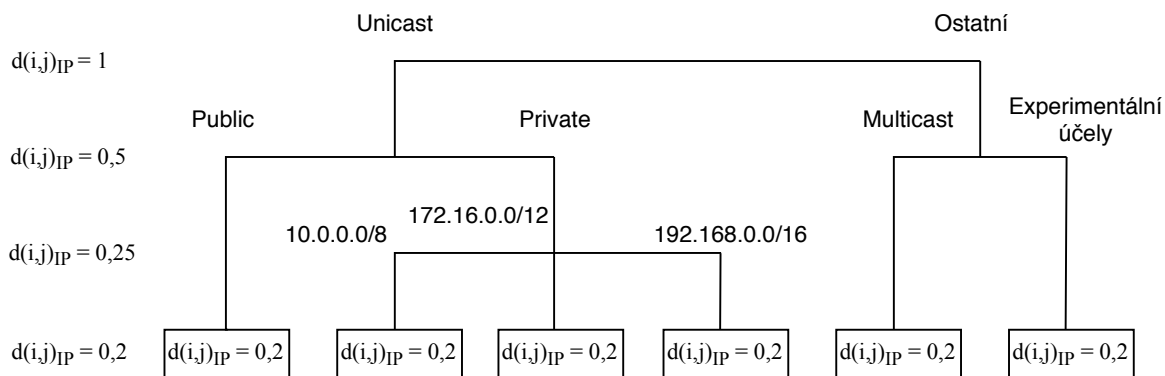 Unicast Ostatní
d(i,j)IP = 1
Public Private Multicast Experimentální
účely
d(i,j)IP = 0,5
172.16.0.0/12
10.0.0.0/8 192.168.0.0/16
d(i,j)IP = 0,25
d(i,j)IP = 0,2 d(i,j)IP = 0,2 d(i,j)IP = 0,2 d(i,j)IP = 0,2 d(i,j)IP = 0,2 d(i,j)IP = 0,2 d(i,j)IP = 0,2